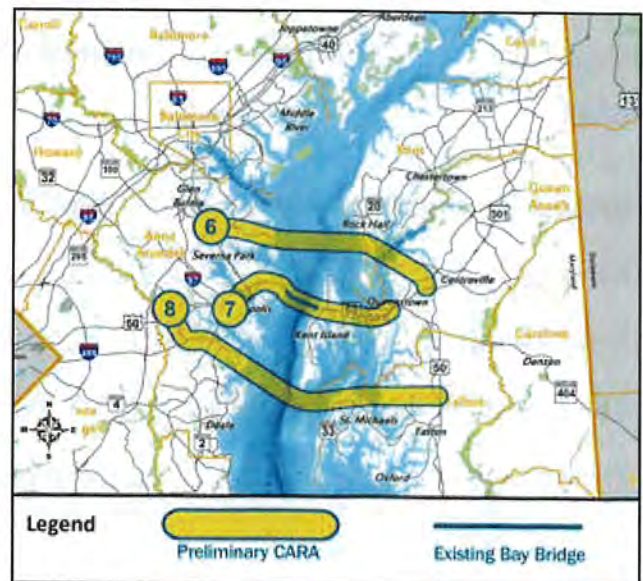 Carroll
Baltimore
Joppatowne
Aberdeen
40
Cecil
795
695
83
Baltimore
City
Middle
River
213
13
Howard
32
100
Kent
Chestertown
Queen
Anne's
Glen
Burnie
20
Rock Hall
301
6
Anne
Arundel
Severna Park
97
295
Centreville
Maryland
Delaware
8
7
50
Queenstown
Kent Island
Caroline
Denton
50
404
4
Deale
2
33
St. Michaels
Talbot
Easton
Oxford
N
E
S
Legend
Preliminary CARA
Existing Bay Bridge